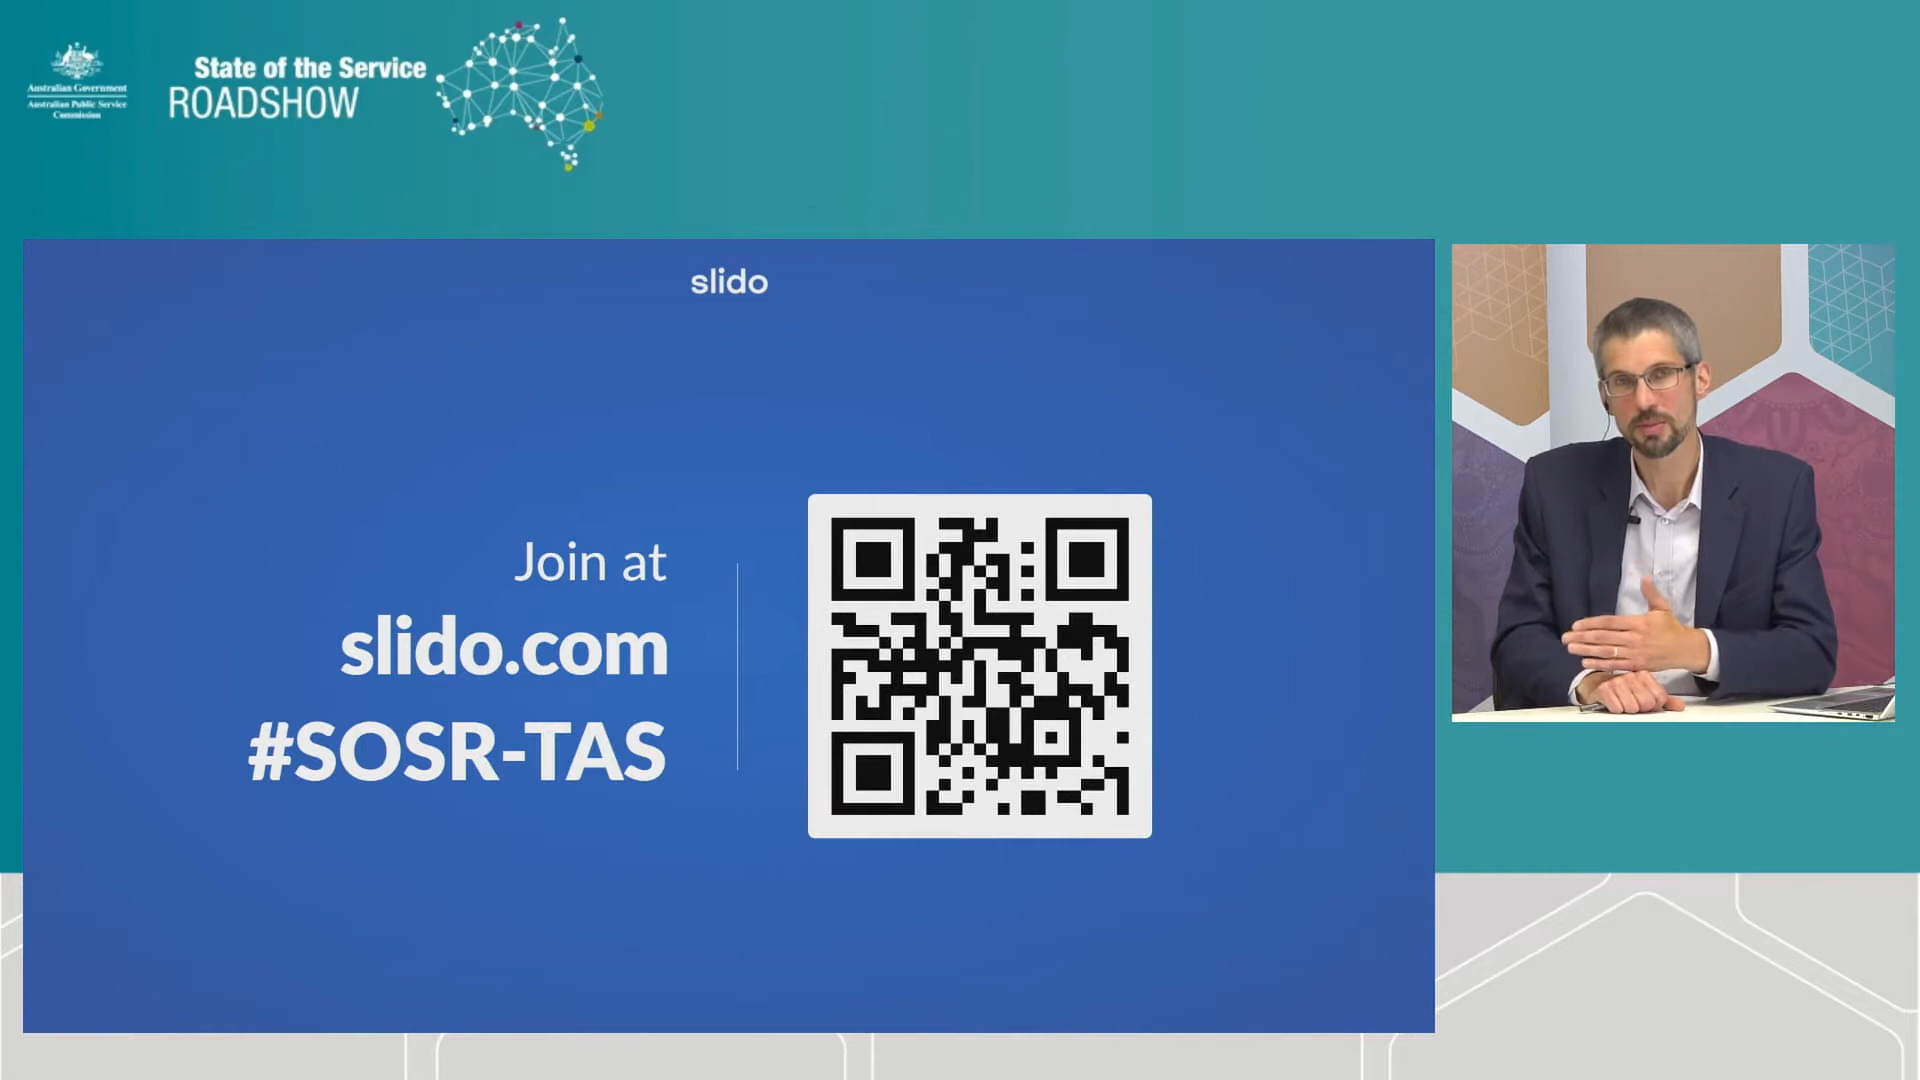 Australian Government
Australian Public Service
Commission
State of the Service
ROADSHOW
slido
Join at
slido.com
#SOSR-TAS